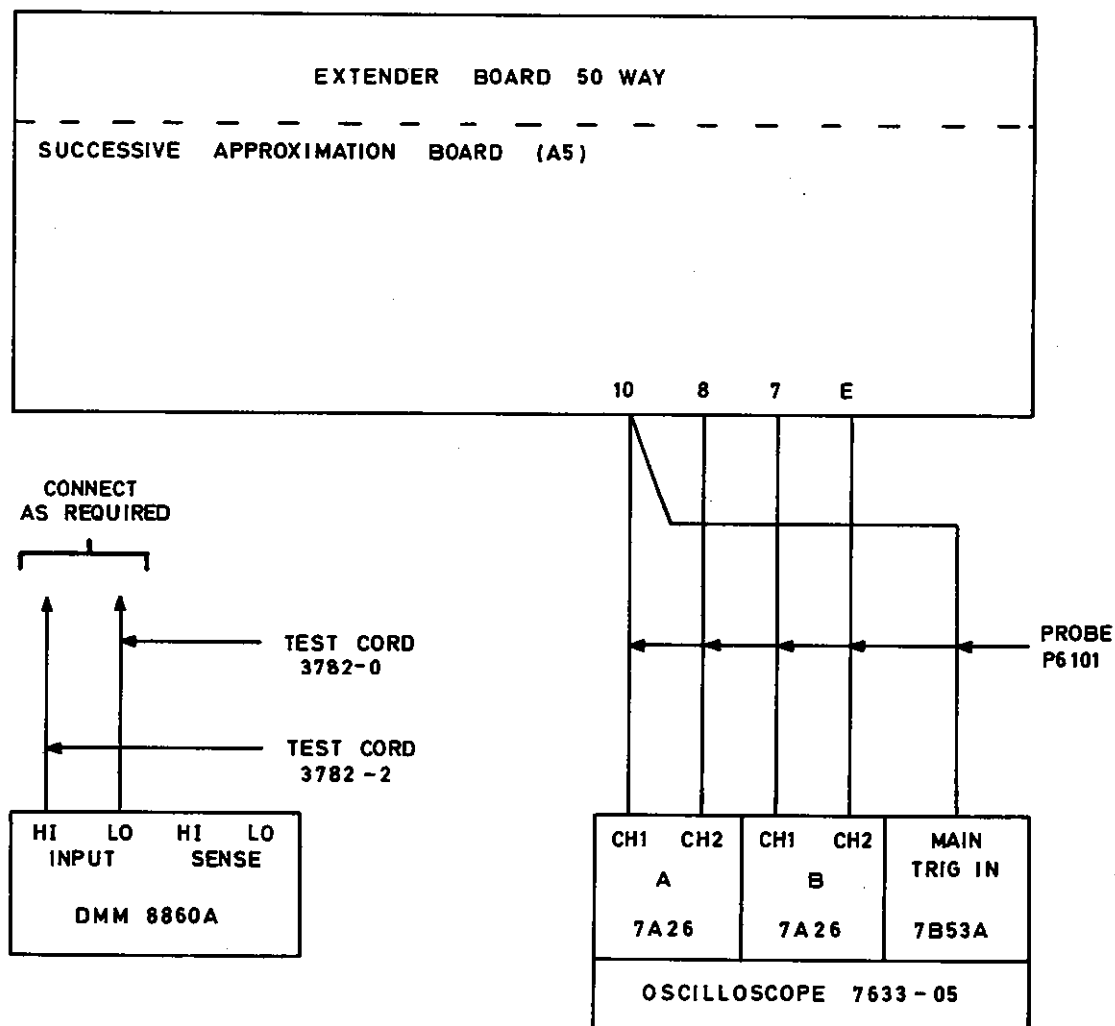 EXTENDER BOARD 50 WAY
SUCCESSIVE APPROXIMATION BOARD (A5)
10 8 7 E
CONNECT
AS REQUIRED
TEST CORD
3782-0
PROBE
P6101
TEST CORD
3782-2
HI LO HI LO
INPUT SENSE
DMM 8860A
CH1 CH2 CH1 CH2 MAIN
TRIG IN
A B
7A26 7A26 7B53A
OSCILLOSCOPE 7633-05